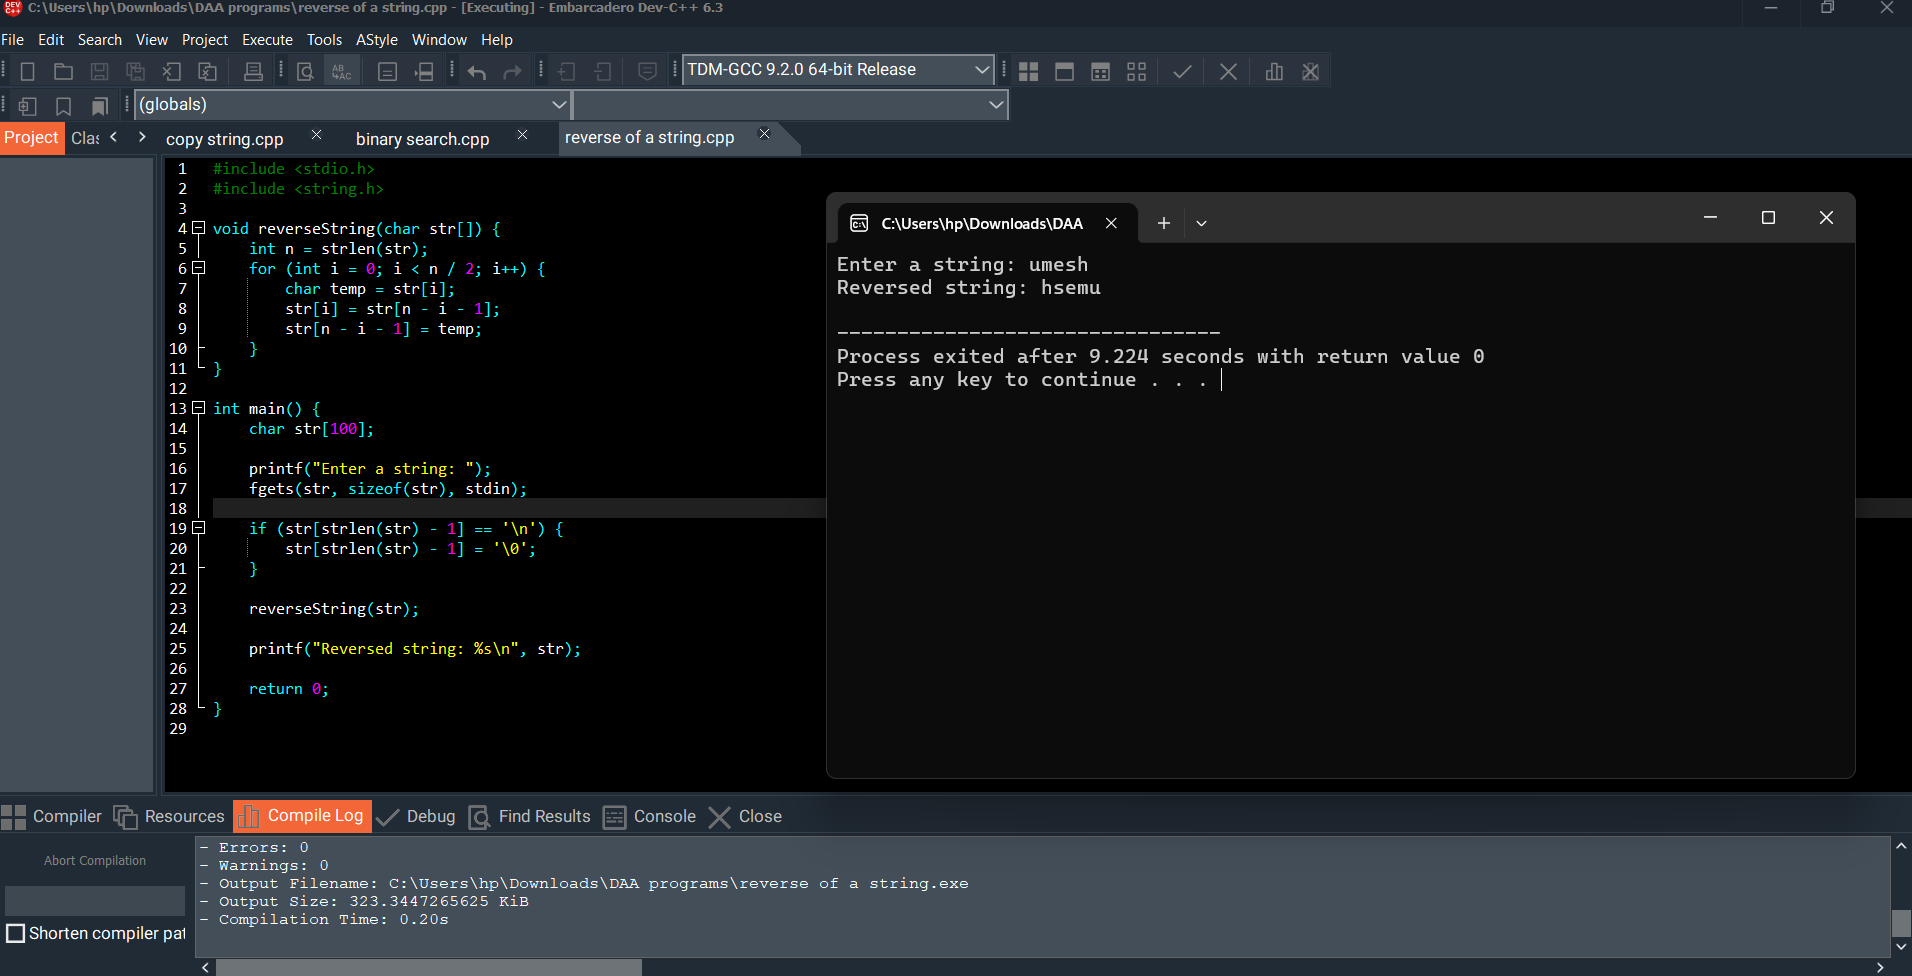 C:\Users\hp\Downloads\DAA programs\reverse of a string.cpp - [Executing] - Embarcadero Dev-C++ 6.3
File Edit Search View Project Execute Tools AStyle Window Help
TDM-GCC 9.2.0 64-bit Release
(globals)
Project Clas copy string.cpp binary search.cpp reverse of a string.cpp
1 #include <stdio.h>
2 #include <string.h>
3
4 void reverseString(char str[]) {
5     int n = strlen(str);
6     for (int i = 0; i < n / 2; i++) {
7         char temp = str[i];
8         str[i] = str[n - i - 1];
9         str[n - i - 1] = temp;
10     }
11 }
12
13 int main() {
14     char str[100];
15
16     printf("Enter a string: ");
17     fgets(str, sizeof(str), stdin);
18
19     if (str[strlen(str) - 1] == '\n') {
20         str[strlen(str) - 1] = '\0';
21     }
22
23     reverseString(str);
24
25     printf("Reversed string: %s\n", str);
26
27     return 0;
28 }
29
C:\Users\hp\Downloads\DAA
Enter a string: umesh
Reversed string: hsemu
--------------------------------
Process exited after 9.224 seconds with return value 0
Press any key to continue . . .
Compiler Resources Compile Log Debug Find Results Console Close
Abort Compilation
Shorten compiler pat
- Errors: 0
- Warnings: 0
- Output Filename: C:\Users\hp\Downloads\DAA programs\reverse of a string.exe
- Output Size: 323.3447265625 KiB
- Compilation Time: 0.20s